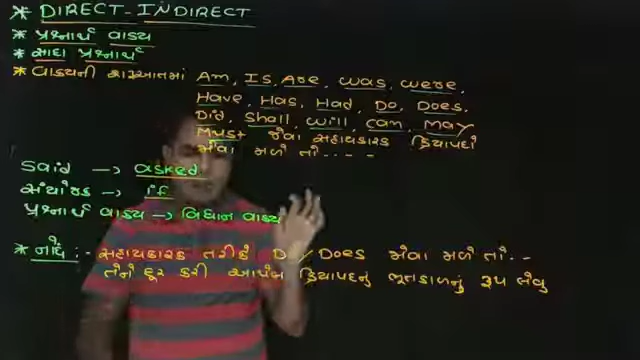 * DIRECT-INDIRECT
* પ્રશ્નાર્થ વાક્ય
* સાદા પ્રશ્નાર્થ
* વાક્યની શરૂઆતમાં Am, Is, Are, was, were,
Have, Has, Had, Do, Does,
Did, Shall, Will, can, May
Must જેવા સહાયકારક ક્રિયાપદો
જોવા મળે તો.....
Said → asked
સંયોજક → if
પ્રશ્નાર્થ વાક્ય → વિધાન વાક્ય
* નોંધ :- સહાયકારક તરીકે Do/Does જોવા મળે તો..
તેને દૂર કરી ક્રિયાપદનું ભૂતકાળનું રૂપ લેવું